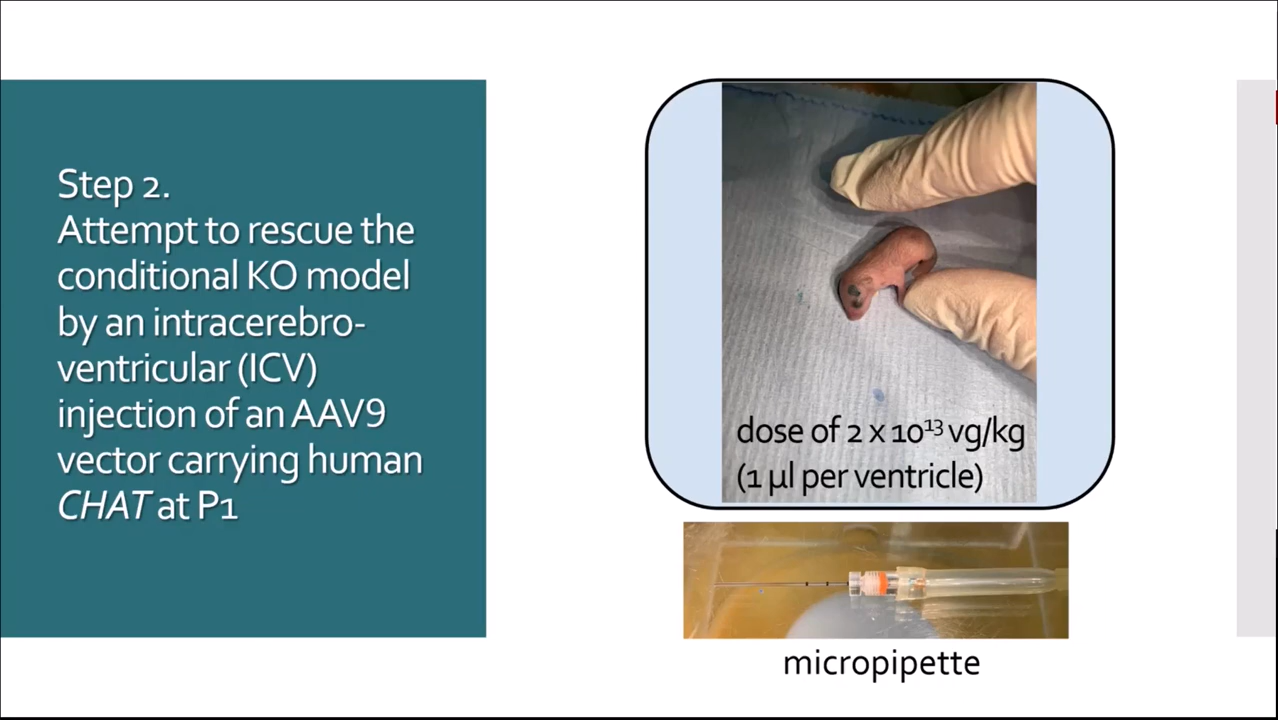 Step 2.
Attempt to rescue the
conditional KO model
by an intracerebro-
ventricular (ICV)
injection of an AAV9
vector carrying human
CHAT at P1
dose of 2 x 10¹³ vg/kg
(1 µl per ventricle)
micropipette